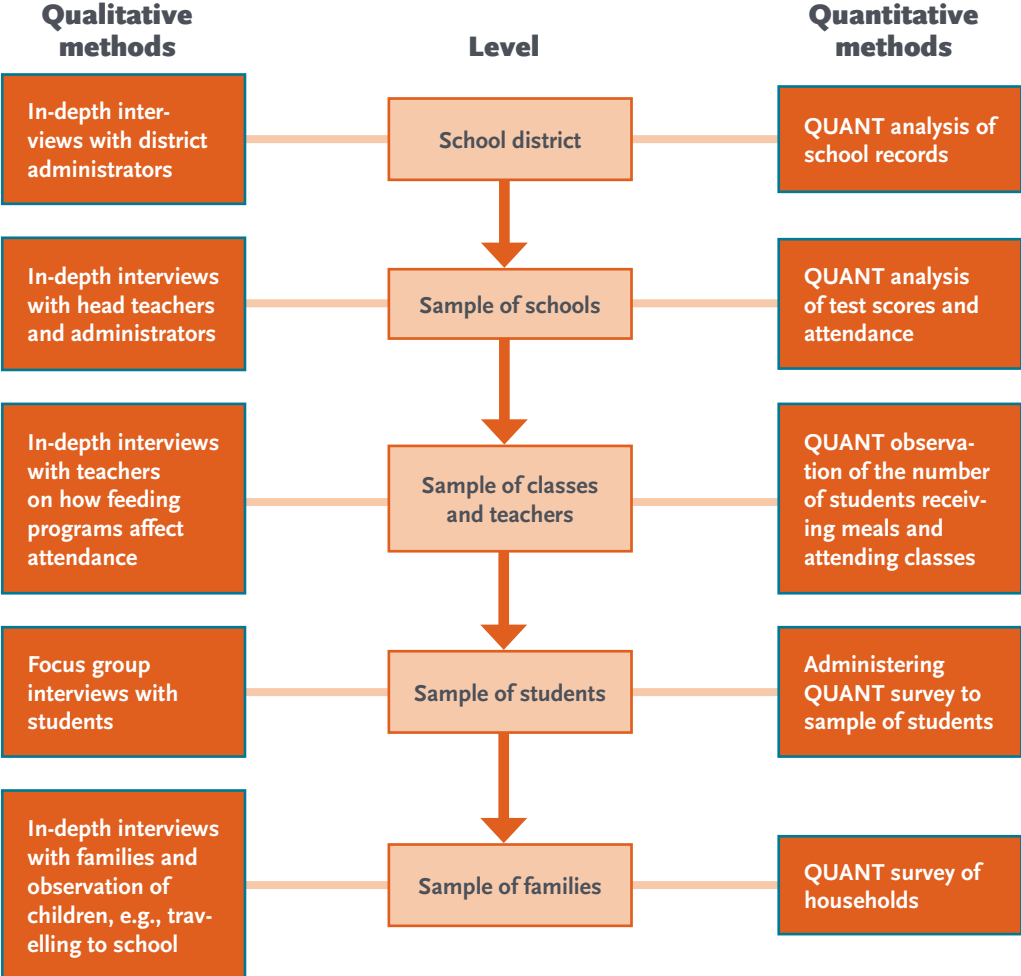 Qualitative
methods
Level
Quantitative
methods
In-depth inter-
views with district
administrators
School district
QUANT analysis of
school records
In-depth interviews
with head teachers
and administrators
Sample of schools
QUANT analysis
of test scores and
attendance
In-depth interviews
with teachers
on how feeding
programs affect
attendance
Sample of classes
and teachers
QUANT observa-
tion of the number
of students receiv-
ing meals and
attending classes
Focus group
interviews with
students
Sample of students
Administering
QUANT survey to
sample of students
In-depth interviews
with families and
observation of
children, e.g., trav-
elling to school
Sample of families
QUANT survey of
households